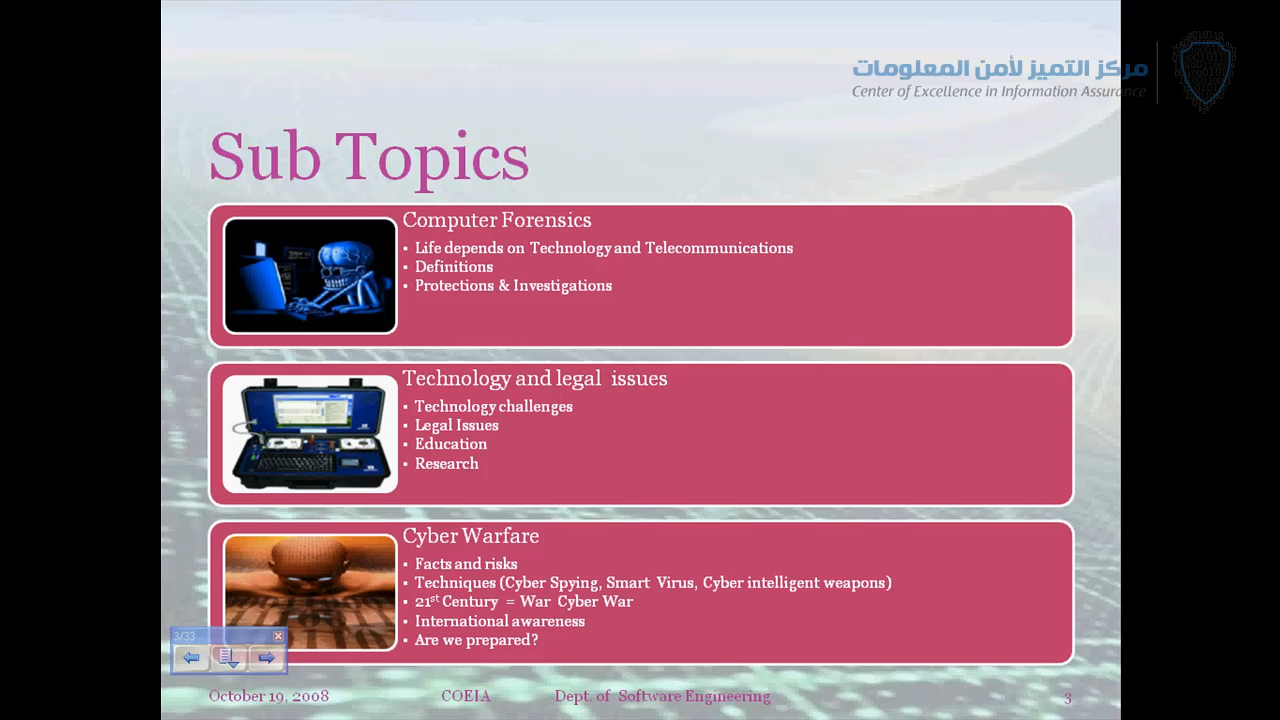 مركز التميز لأمن المعلومات
Center of Excellence in Information Assurance
Sub Topics
Computer Forensics
▪ Life depends on Technology and Telecommunications
▪ Definitions
▪ Protections & Investigations
Technology and legal issues
▪ Technology challenges
▪ Legal Issues
▪ Education
▪ Research
Cyber Warfare
▪ Facts and risks
▪ Techniques (Cyber Spying, Smart Virus, Cyber intelligent weapons)
▪ 21st Century = War Cyber War
▪ International awareness
▪ Are we prepared?
3/33
October 19, 2008 COEIA Dept. of Software Engineering 3